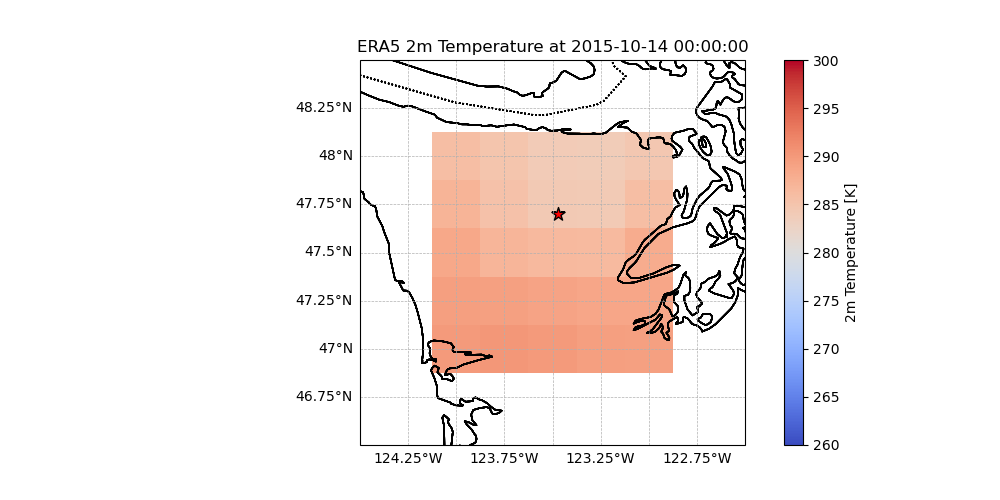 ERA5 2m Temperature at 2015-10-14 00:00:00
48.25°N
48°N
47.75°N
47.5°N
47.25°N
47°N
46.75°N
124.25°W
123.75°W
123.25°W
122.75°W
300
295
290
285
280
275
270
265
260
2m Temperature [K]